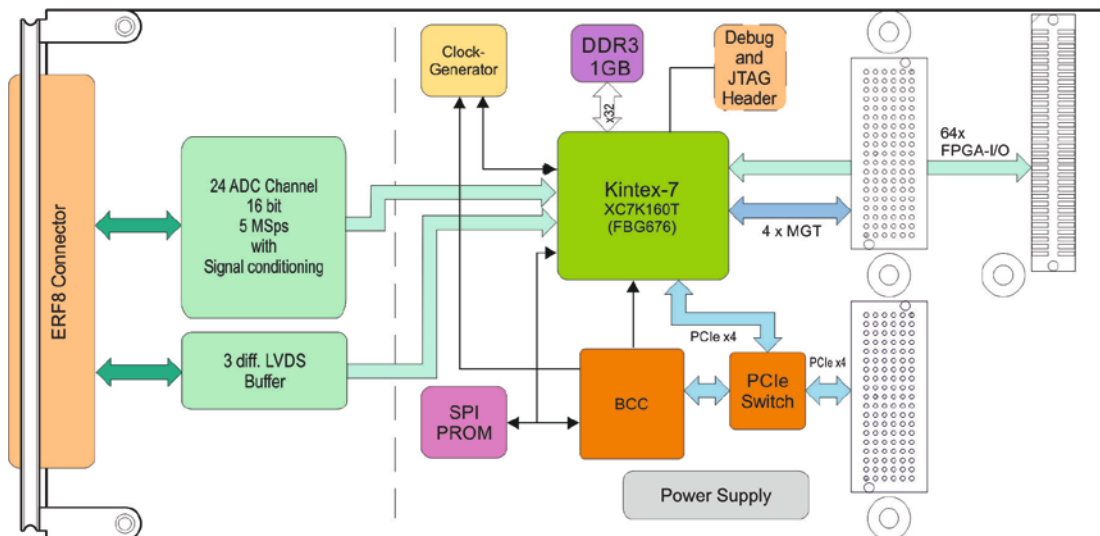 ERF8 Connector
24 ADC Channel
16 bit
5 MSps
with
Signal conditioning
3 diff. LVDS
Buffer
Clock-
Generator
DDR3
1GB
x32
Debug
and
JTAG
Header
Kintex-7
XC7K160T
(FBG676)
64x
FPGA-I/O
4 x MGT
PCIe x4
PCIe x4
SPI
PROM
BCC
PCIe
Switch
Power Supply